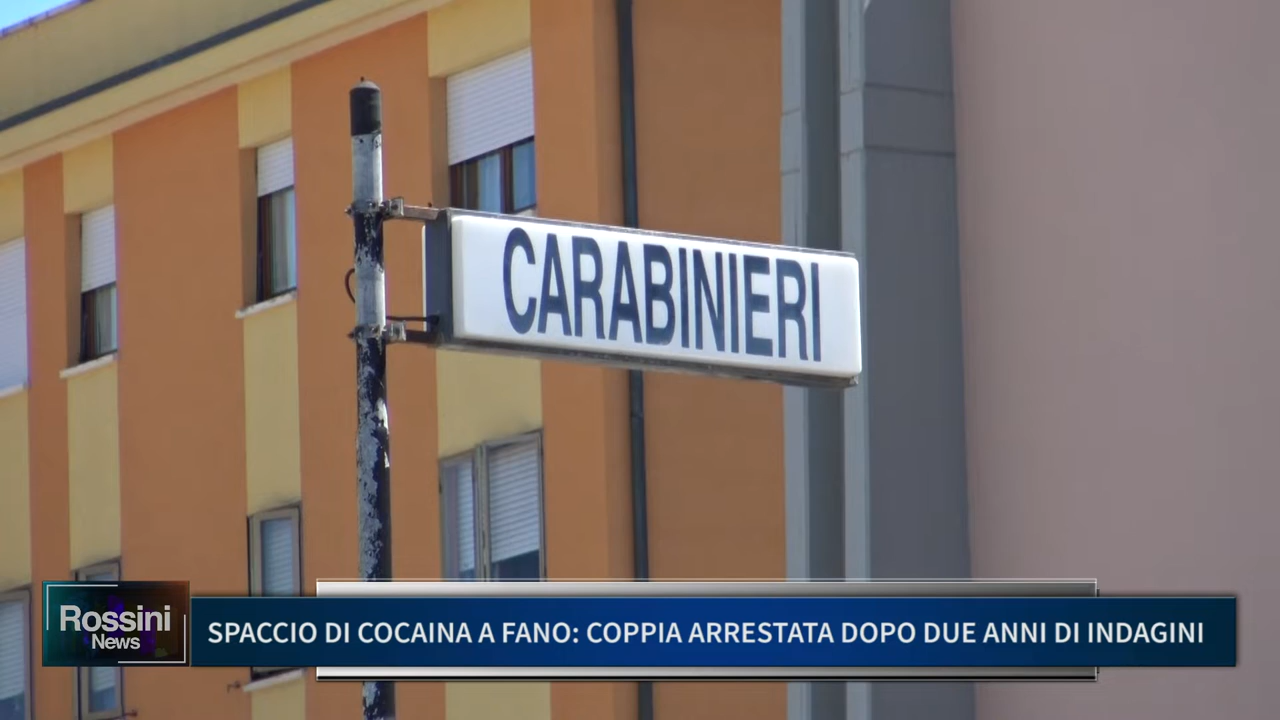 CARABINIERI
Rossini
News
SPACCIO DI COCAINA A FANO: COPPIA ARRESTATA DOPO DUE ANNI DI INDAGINI